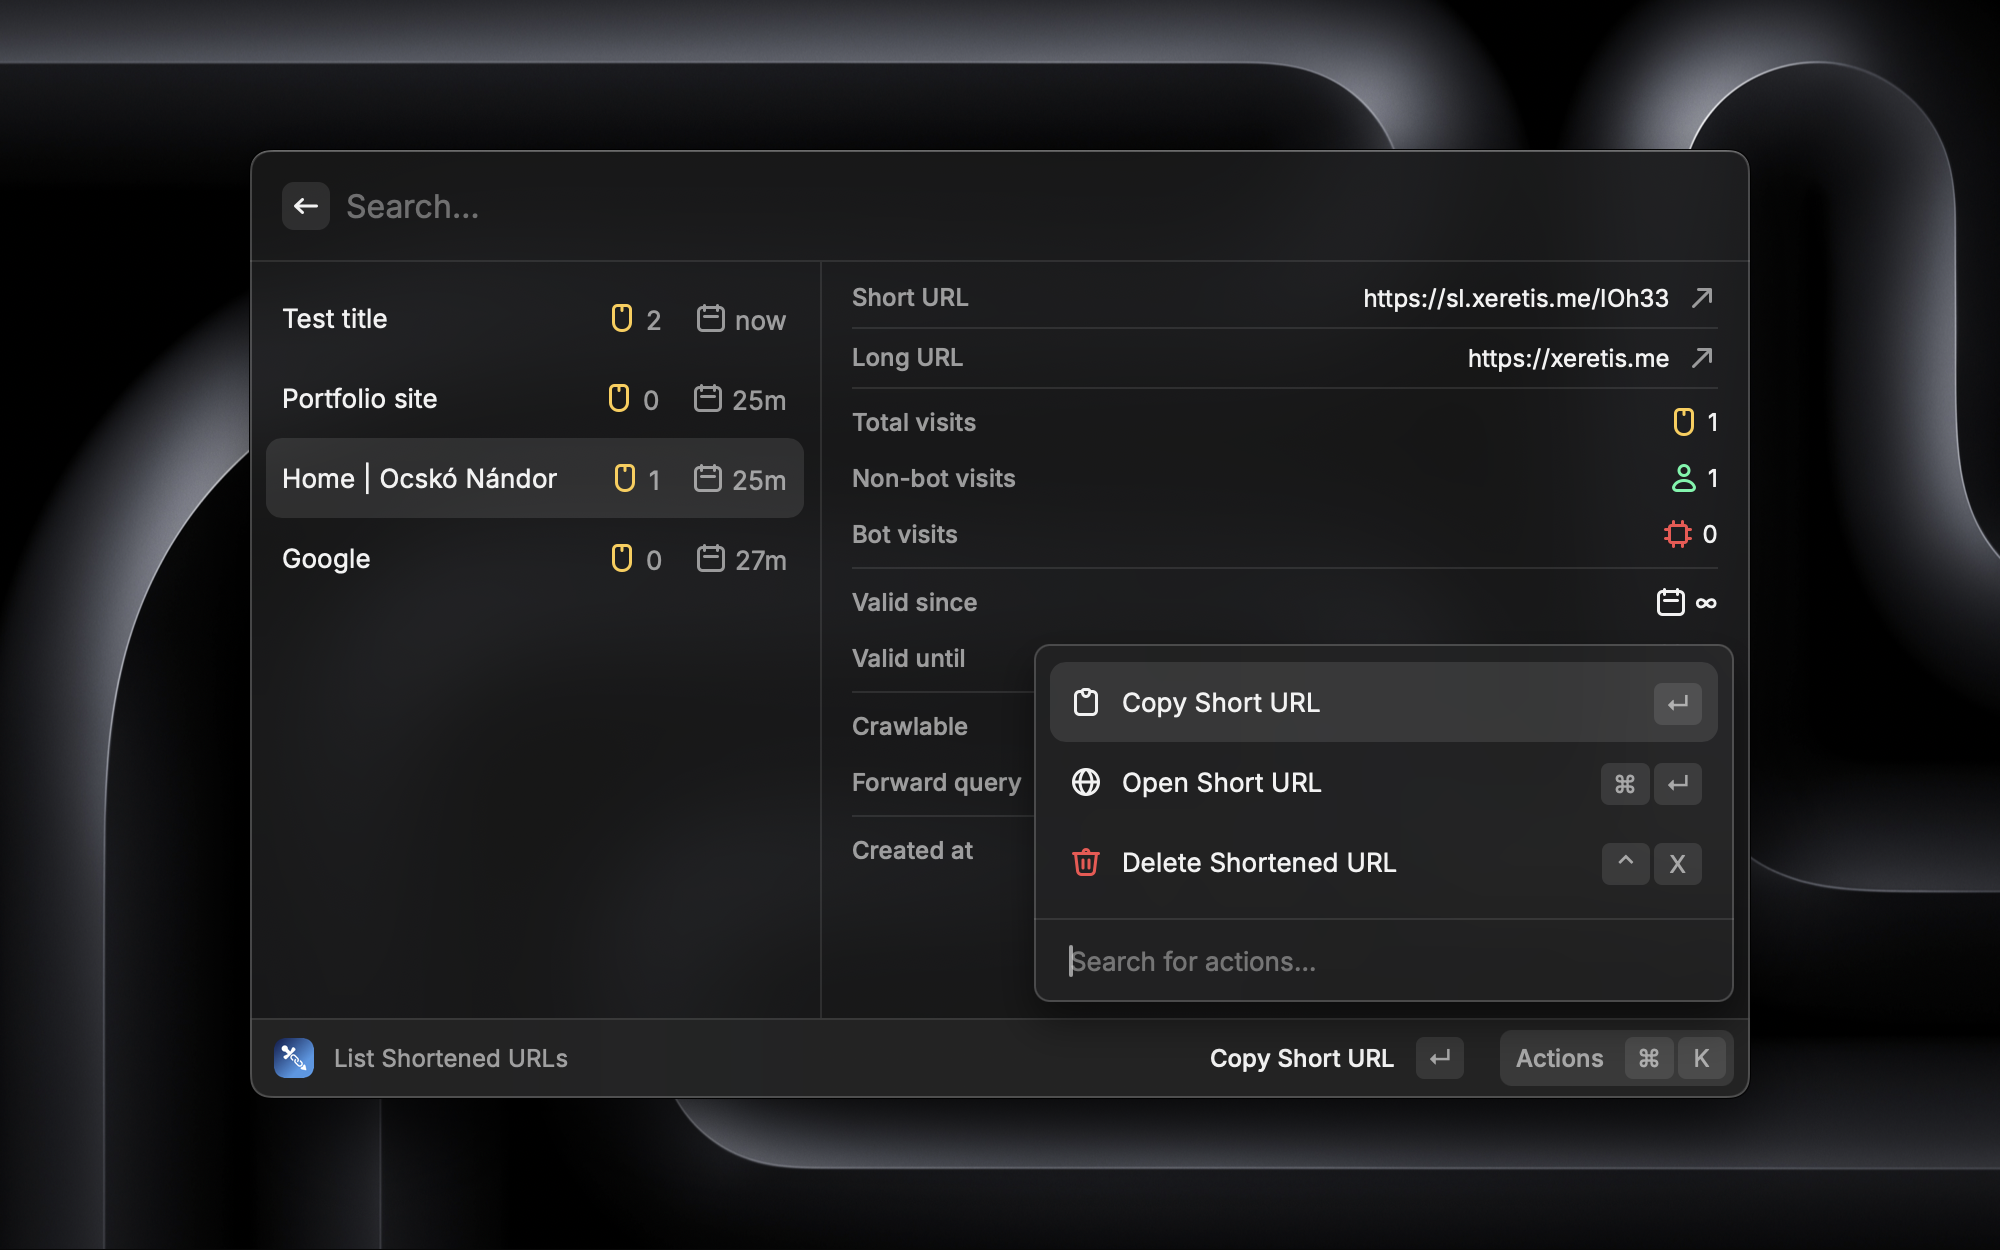 Search...
Test title 2 now
Portfolio site 0 25m
Home | Ocskó Nándor 1 25m
Google 0 27m
Short URL https://sl.xeretis.me/IOh33
Long URL https://xeretis.me
Total visits 1
Non-bot visits 1
Bot visits 0
Valid since ∞
Valid until
Crawlable
Forward query
Created at
Copy Short URL ↵
Open Short URL ⌘ ↵
Delete Shortened URL ^ X
Search for actions...
List Shortened URLs
Copy Short URL ↵
Actions ⌘ K